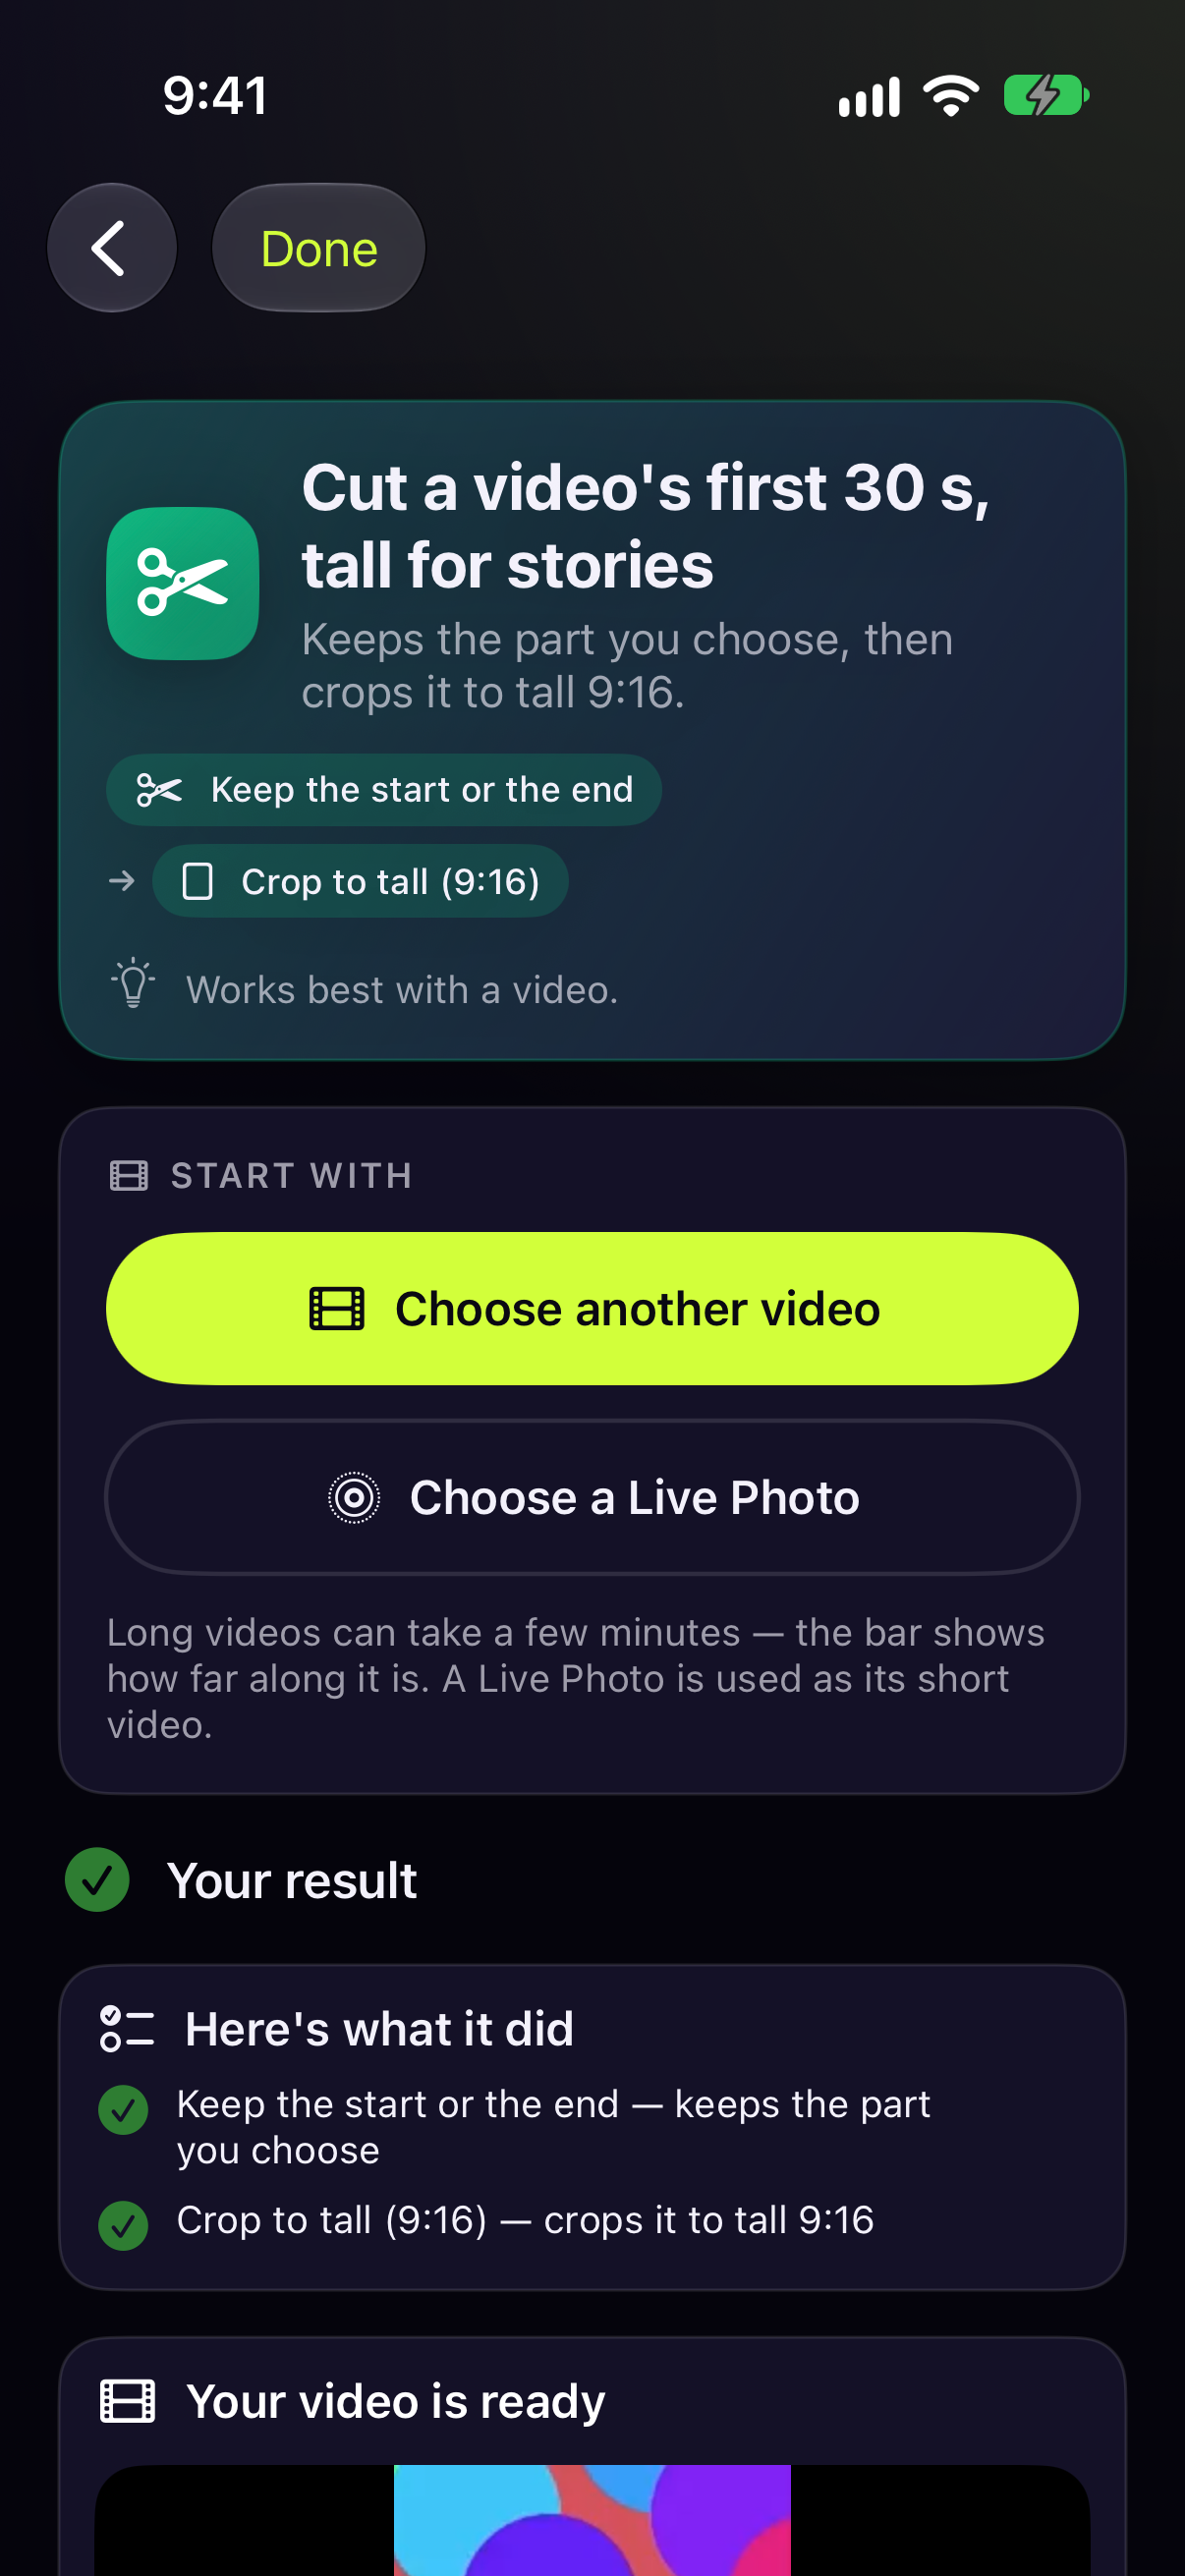 9:41
Done
Cut a video's first 30 s,
tall for stories
Keeps the part you choose, then
crops it to tall 9:16.
Keep the start or the end
→ Crop to tall (9:16)
Works best with a video.
START WITH
Choose another video
Choose a Live Photo
Long videos can take a few minutes — the bar shows
how far along it is. A Live Photo is used as its short
video.
Your result
Here's what it did
Keep the start or the end — keeps the part
you choose
Crop to tall (9:16) — crops it to tall 9:16
Your video is ready